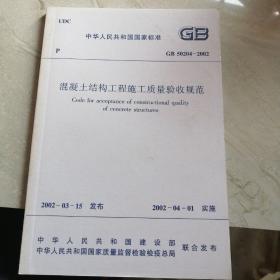 UDC
中华人民共和国国家标准
GB
P
GB 50204-2002
混凝土结构工程施工质量验收规范
Code for acceptance of constructional quality
of concrete structures
2002-03-15 发布
2002-04-01 实施
中华人民共和国建设部
中华人民共和国国家质量监督检验检疫总局
联合发布